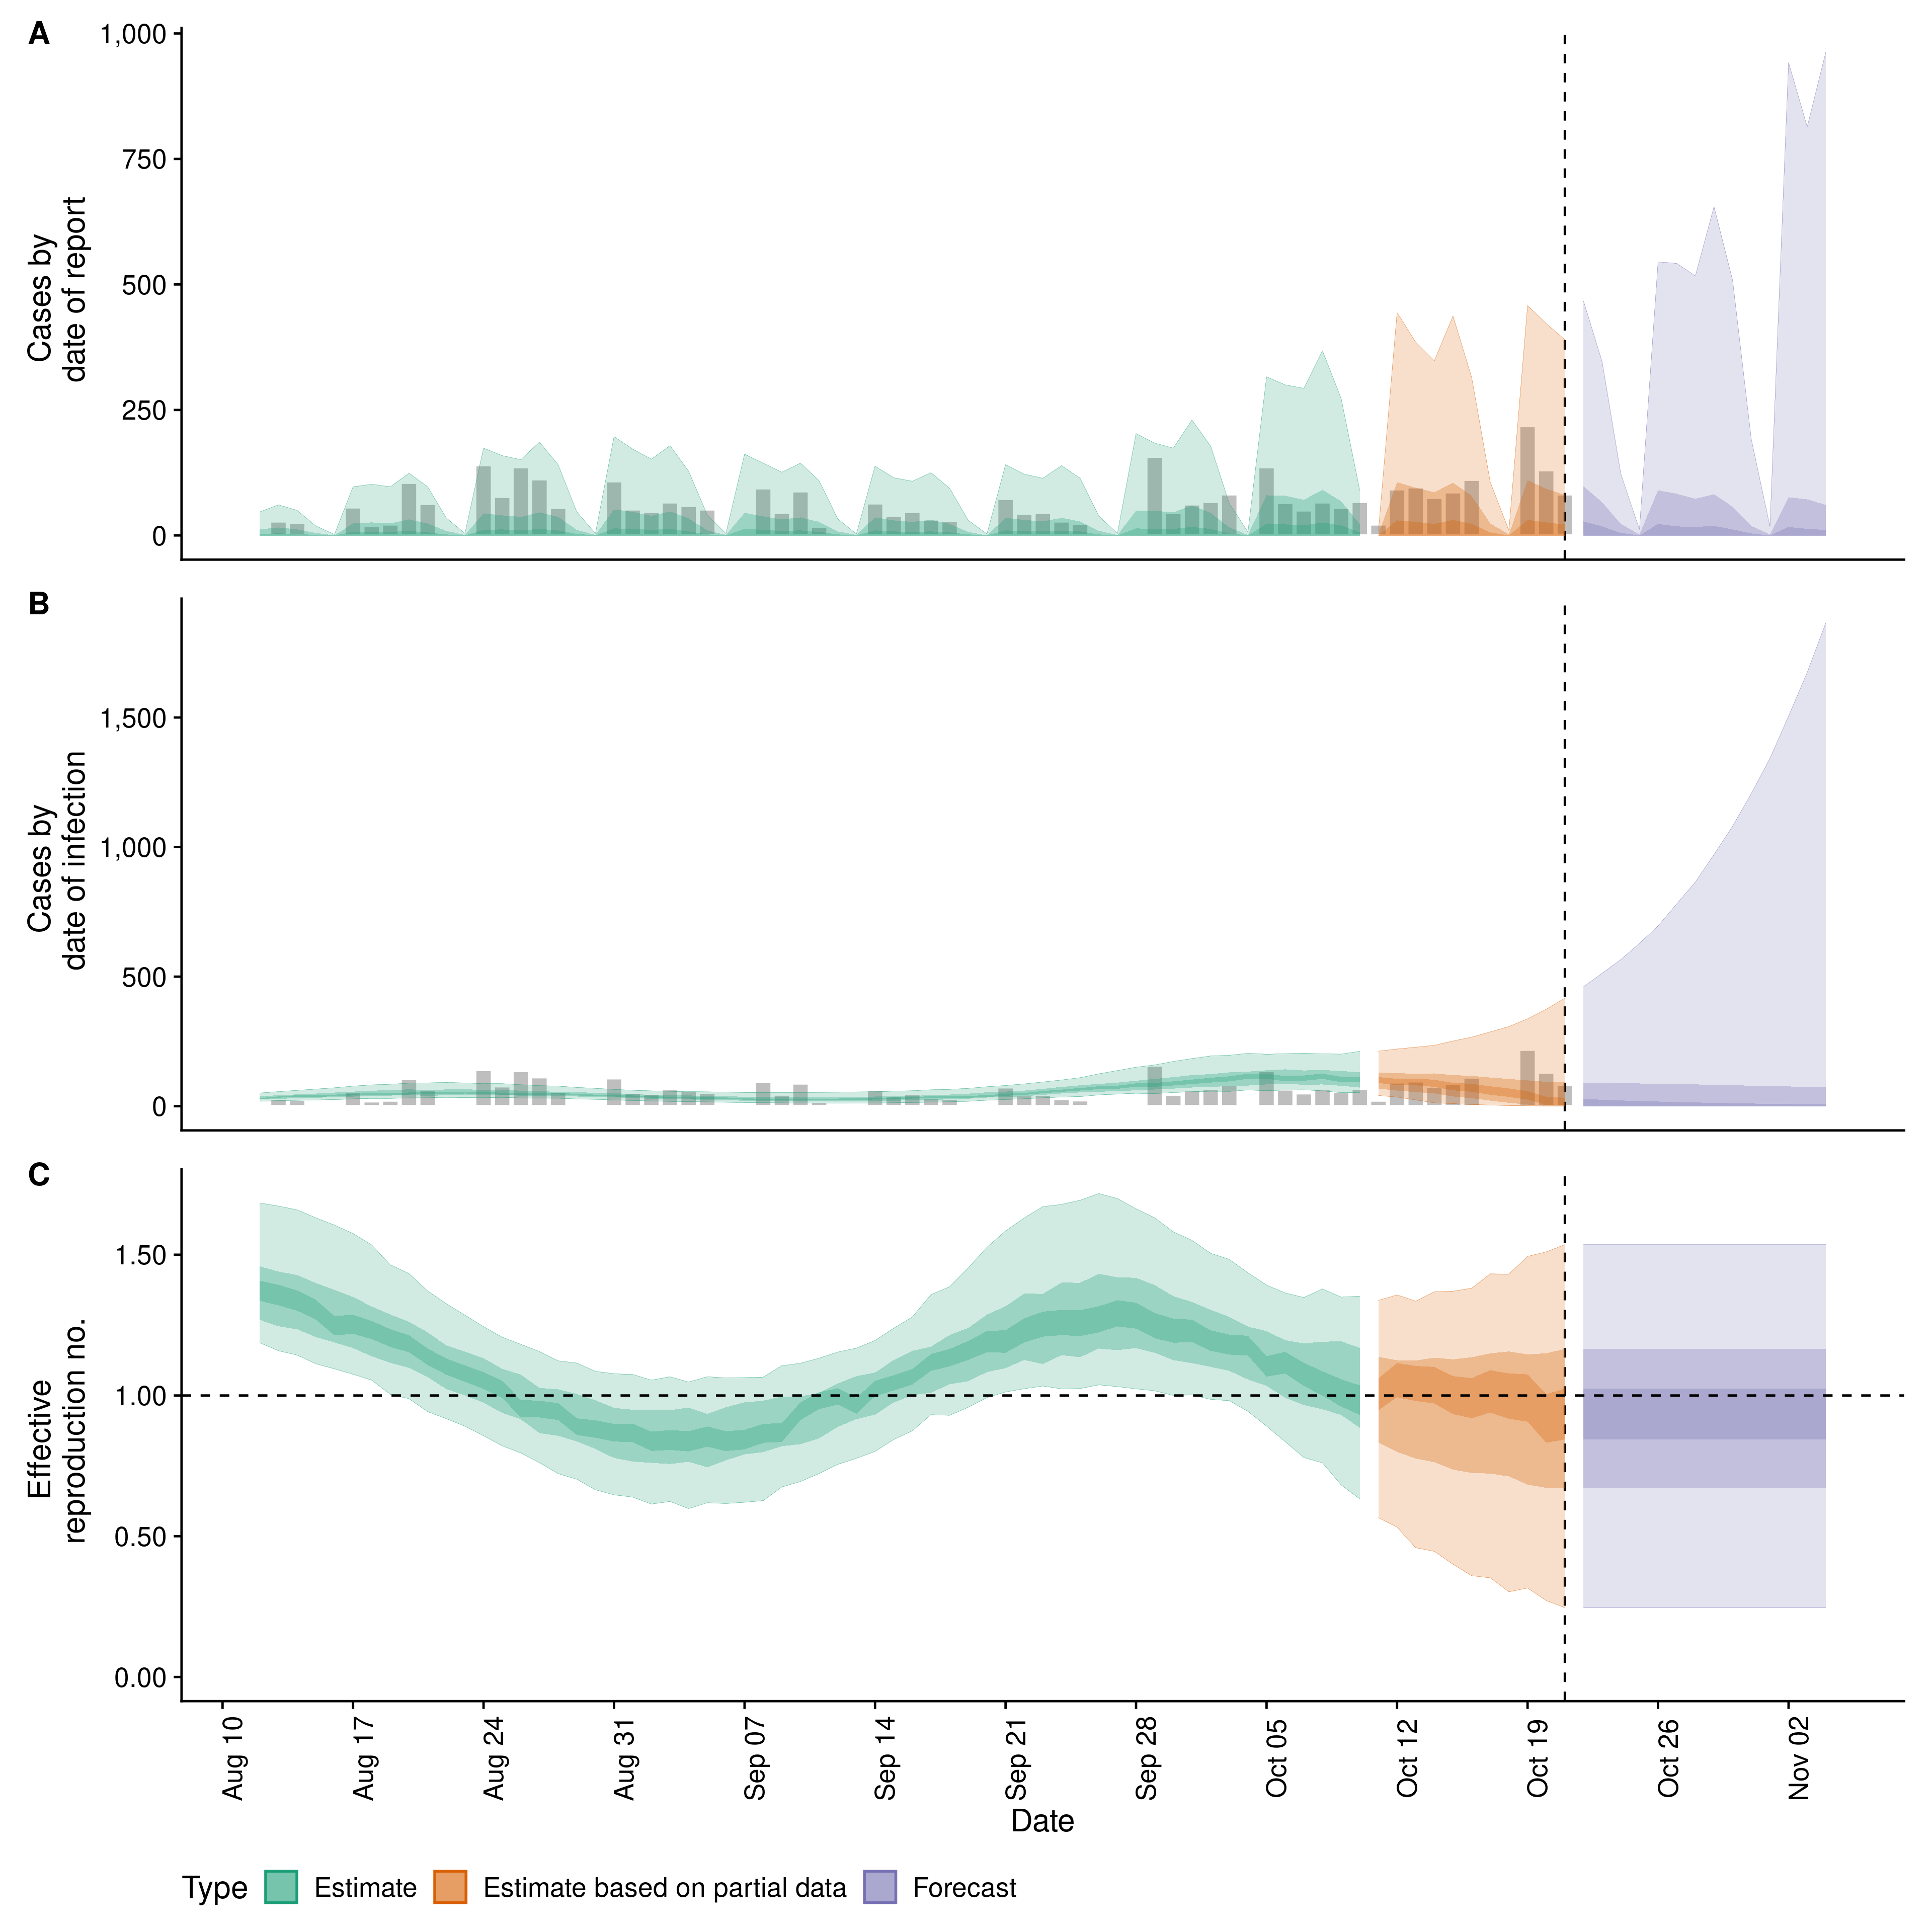 A
Cases by
date of report
1,000
750
500
250
0
B
Cases by
date of infection
1,500
1,000
500
0
C
Effective
reproduction no.
1.50
1.00
0.50
0.00
Aug 10
Aug 17
Aug 24
Aug 31
Sep 07
Sep 14
Sep 21
Sep 28
Oct 05
Oct 12
Oct 19
Oct 26
Nov 02
Date
Type Estimate Estimate based on partial data Forecast